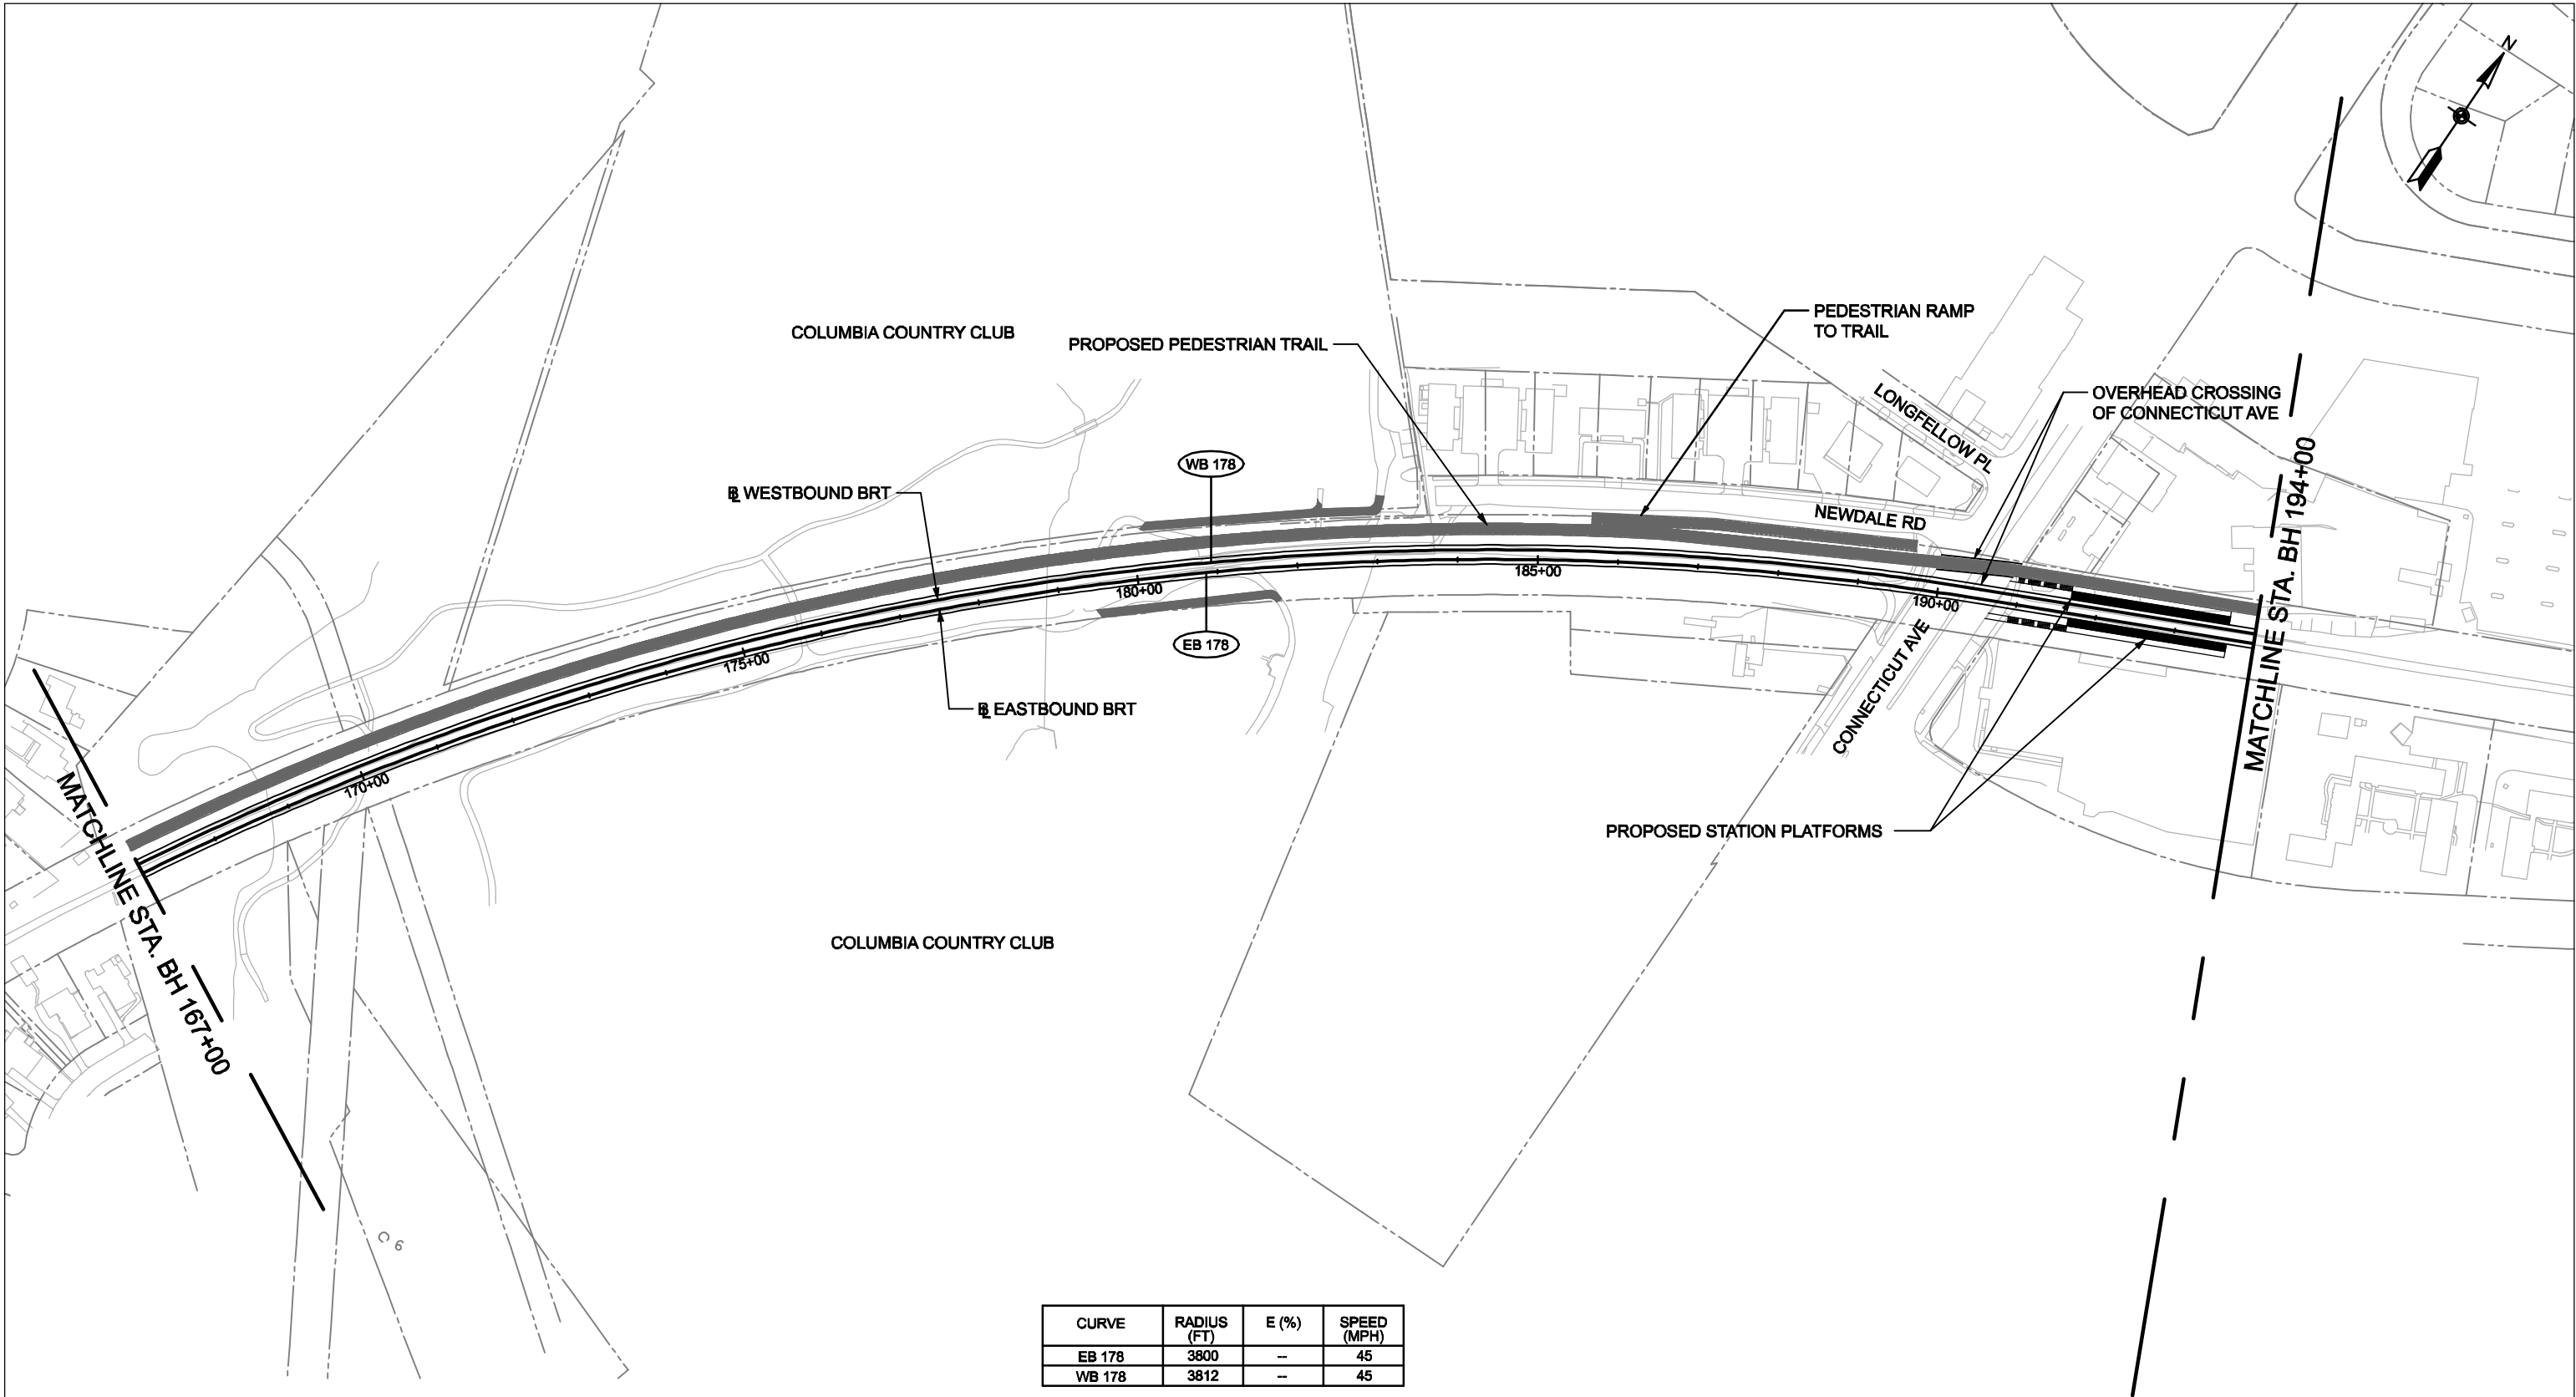 N
COLUMBIA COUNTRY CLUB
PROPOSED PEDESTRIAN TRAIL
PEDESTRIAN RAMP
TO TRAIL
OVERHEAD CROSSING
OF CONNECTICUT AVE
LONGFELLOW PL
WB 178
BL WESTBOUND BRT
NEWDALE RD
MATCHLINE STA. BH 194+00
185+00
180+00
190+00
EB 178
175+00
CONNECTICUT AVE
BL EASTBOUND BRT
170+00
MATCHLINE STA. BH 167+00
PROPOSED STATION PLATFORMS
COLUMBIA COUNTRY CLUB
C 6
CURVE RADIUS (FT) E (%) SPEED (MPH)
EB 178 3800 -- 45
WB 178 3812 -- 45